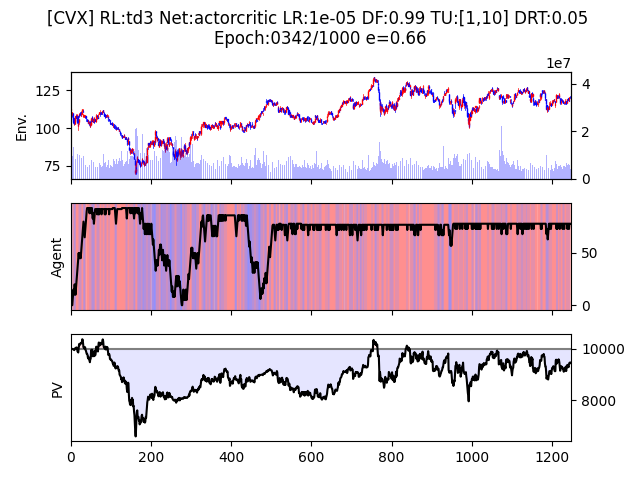 [CVX] RL:td3 Net:actorcritic LR:1e-05 DF:0.99 TU:[1,10] DRT:0.05
Epoch:0342/1000 e=0.66
1e7
Env.
125
100
75
4
2
0
Agent
50
0
PV
10000
8000
0
200
400
600
800
1000
1200